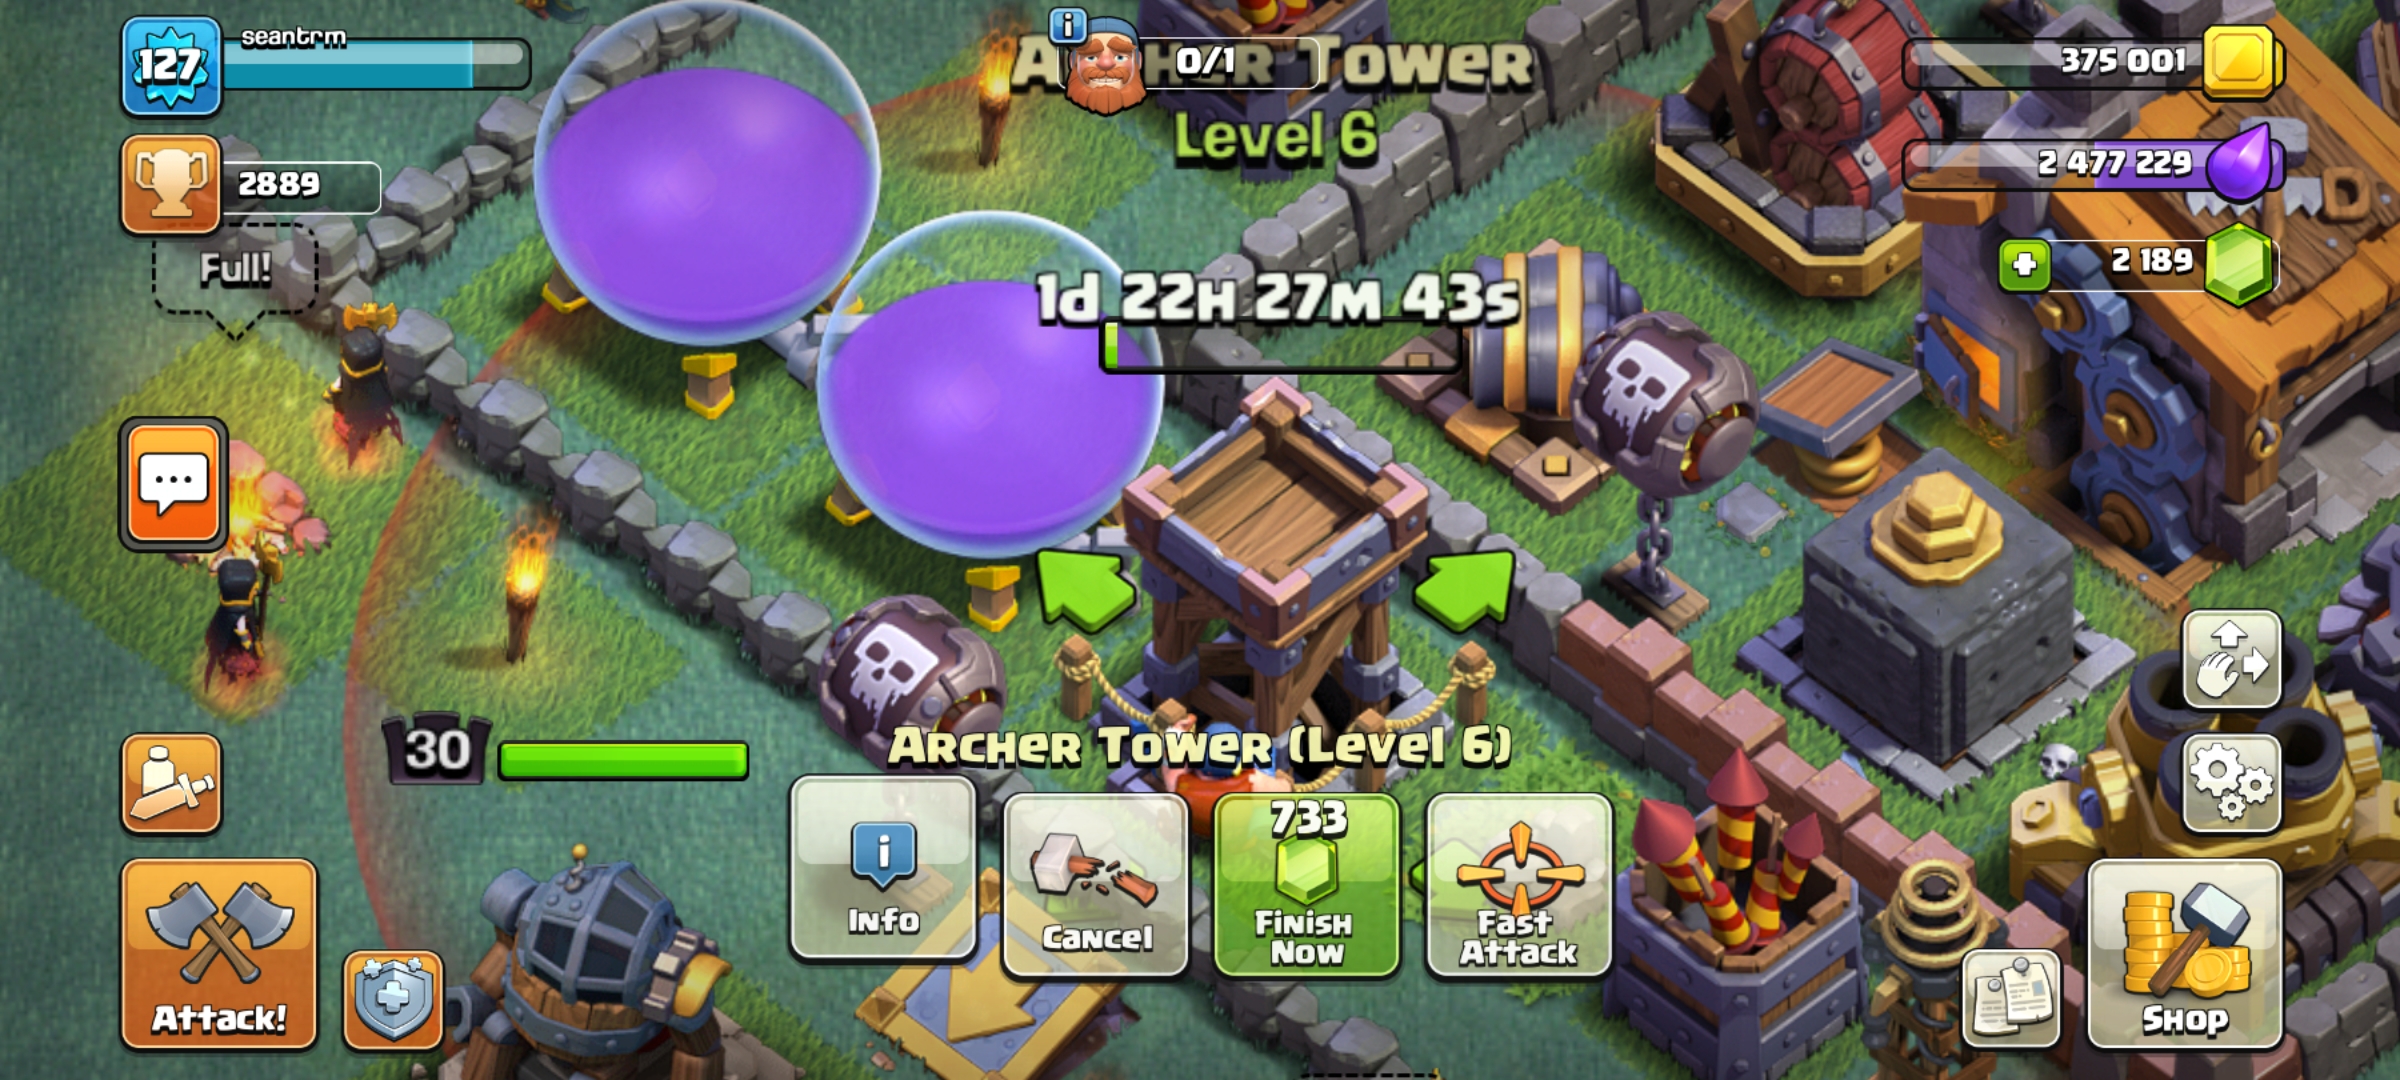 127
seantrm
0/1
Archer Tower
Level 6
375 001
2889
2 477 229
Full!
2 189
1d 22H 27M 43s
30
Archer Tower (Level 6)
Info
Cancel
733
Finish
Now
Fast
Attack
Attack!
Shop